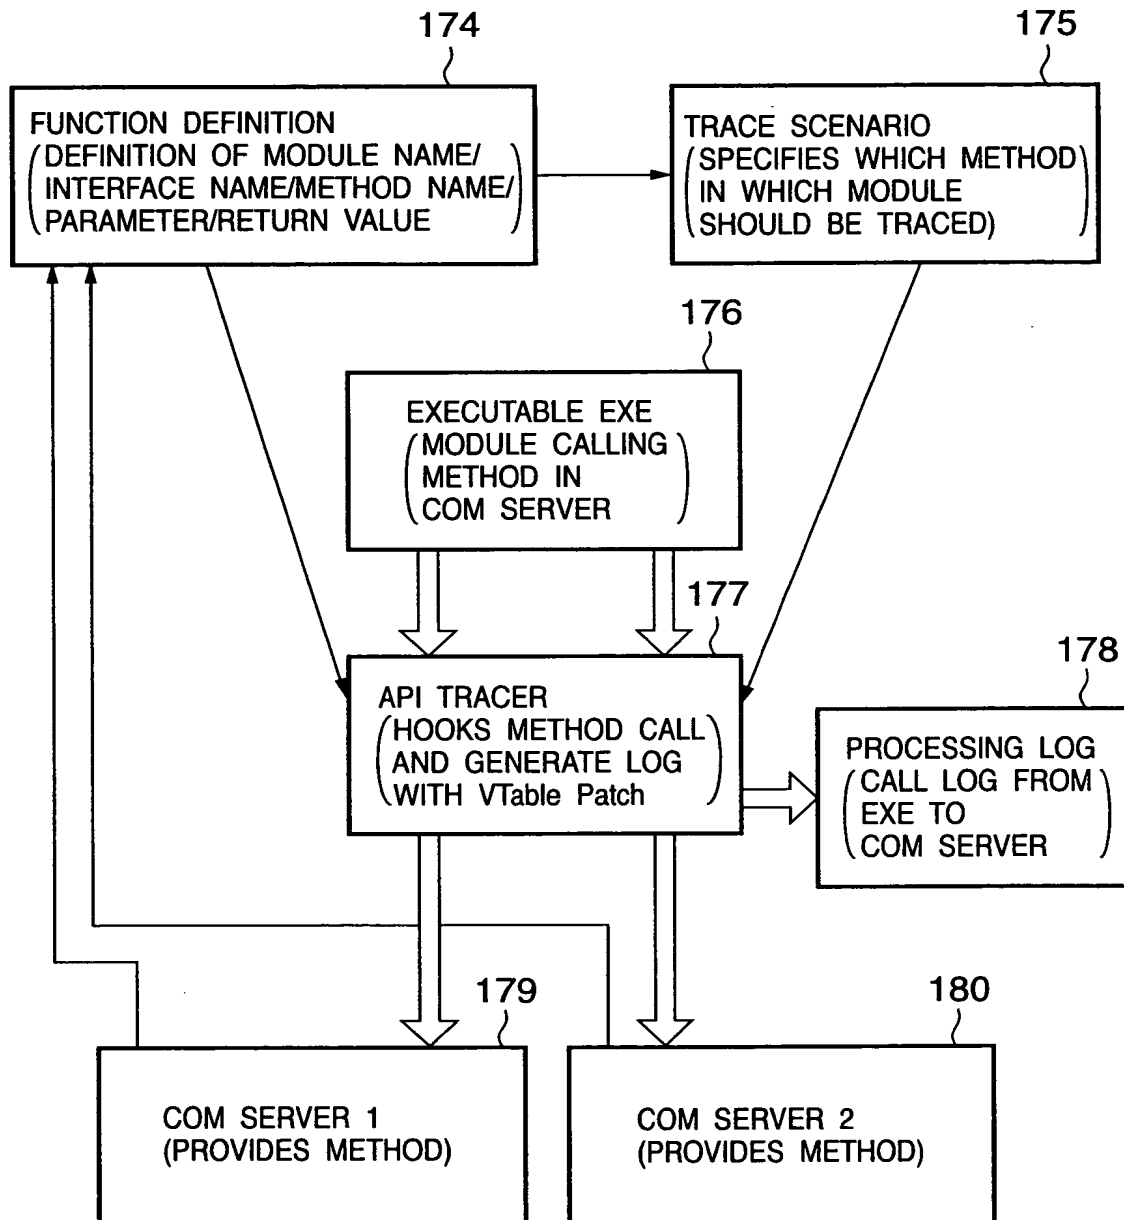 174
175
FUNCTION DEFINITION
(DEFINITION OF MODULE NAME/
INTERFACE NAME/METHOD NAME/
PARAMETER/RETURN VALUE)
TRACE SCENARIO
(SPECIFIES WHICH METHOD
IN WHICH MODULE
SHOULD BE TRACED))
176
EXECUTABLE EXE
(MODULE CALLING
METHOD IN
COM SERVER)
177
API TRACER
(HOOKS METHOD CALL
AND GENERATE LOG
WITH VTable Patch)
178
PROCESSING LOG
(CALL LOG FROM
EXE TO
COM SERVER)
179
180
COM SERVER 1
(PROVIDES METHOD)
COM SERVER 2
(PROVIDES METHOD)